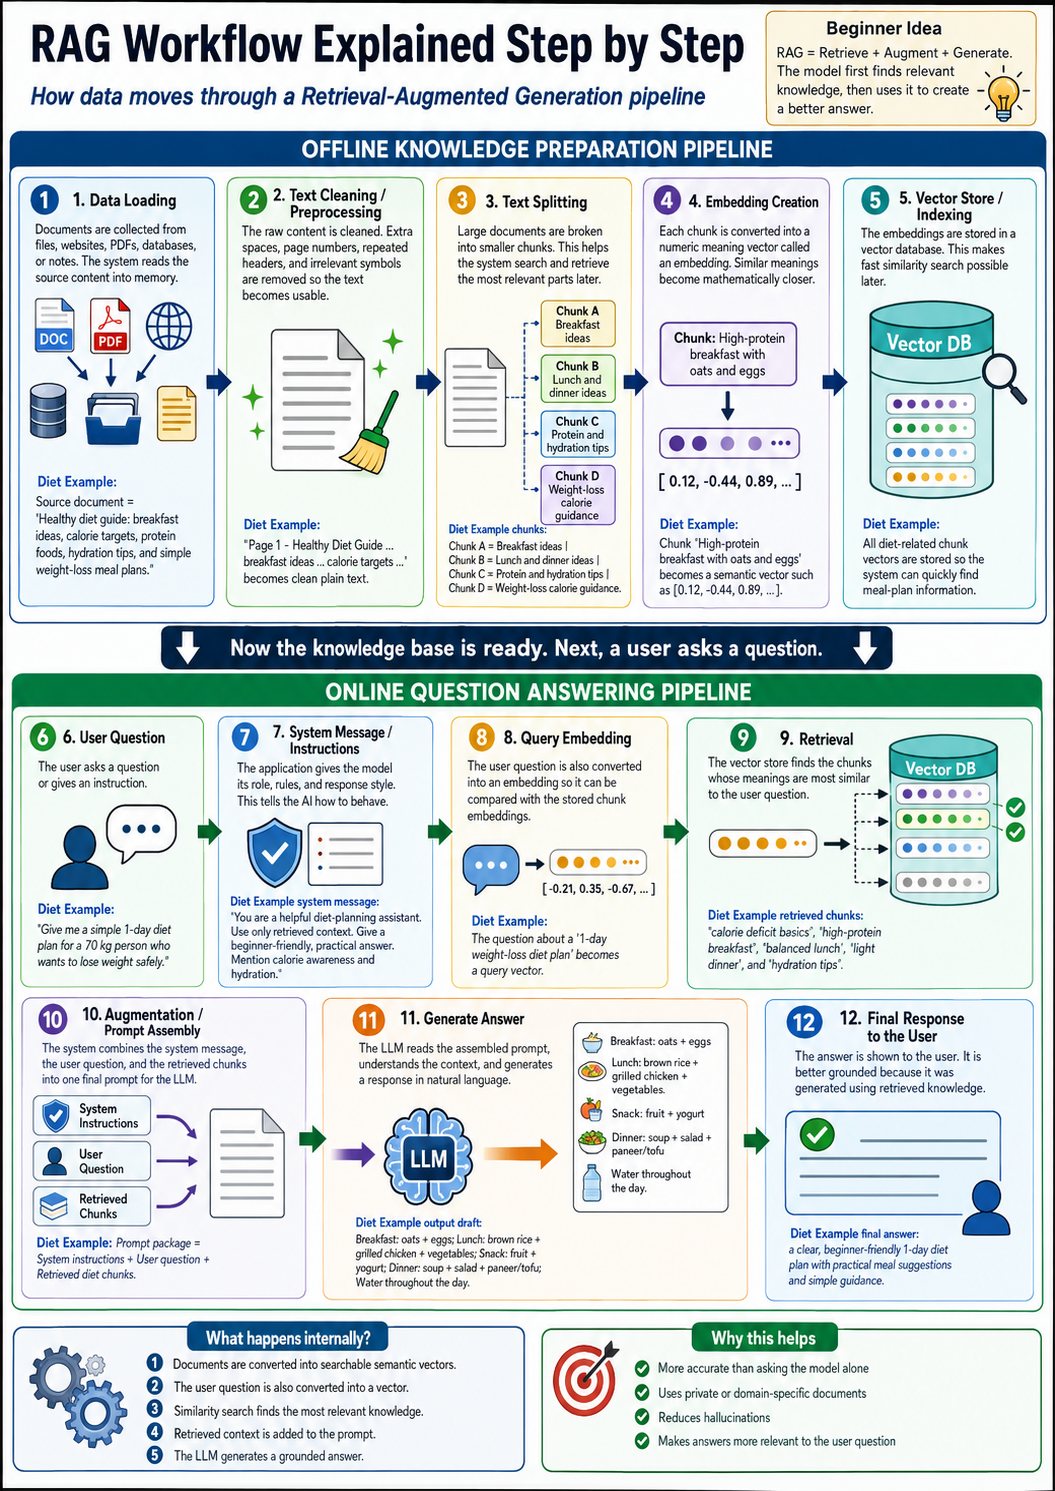 RAG Workflow Explained Step by Step
How data moves through a Retrieval-Augmented Generation pipeline
Beginner Idea
RAG = Retrieve + Augment + Generate.
The model first finds relevant
knowledge, then uses it to create
a better answer.
OFFLINE KNOWLEDGE PREPARATION PIPELINE
1
1. Data Loading
Documents are collected from
files, websites, PDFs, databases,
or notes. The system reads the
source content into memory.
DOC
PDF
Diet Example:
Source document =
'Healthy diet guide: breakfast
ideas, calorie targets, protein
foods, hydration tips, and simple
weight-loss meal plans."
2
2. Text Cleaning /
Preprocessing
The raw content is cleaned. Extra
spaces, page numbers, repeated
headers, and irrelevant symbols
are removed so the text
becomes usable.
Diet Example:
"Page 1 - Healthy Diet Guide ...
breakfast ideas ... calorie targets ...'
becomes clean plain text.
3
3. Text Splitting
Large documents are broken
into smaller chunks. This helps
the system search and retrieve
the most relevant parts later.
Chunk A
Breakfast
ideas
Chunk B
Lunch and
dinner ideas
Chunk C
Protein and
hydration tips
Chunk D
Weight-loss
calorie
guidance
Diet Example chunks:
Chunk A = Breakfast ideas |
Chunk B = Lunch and dinner ideas |
Chunk C = Protein and hydration tips |
Chunk D = Weight-loss calorie guidance.
4
4. Embedding Creation
Each chunk is converted into a
numeric meaning vector called
an embedding. Similar meanings
become mathematically closer.
Chunk: High-protein
breakfast with
oats and eggs
[ 0.12, -0.44, 0.89, ... ]
Diet Example:
Chunk "High-protein
breakfast with oats and eggs'
becomes a semantic vector such
as [0.12, -0.44, 0.89, ...].
5
5. Vector Store /
Indexing
The embeddings are stored in a
vector database. This makes
fast similarity search possible
later.
Vector DB
Diet Example:
All diet-related chunk
vectors are stored so the
system can quickly find
meal-plan information.
Now the knowledge base is ready. Next, a user asks a question.
ONLINE QUESTION ANSWERING PIPELINE
6
6. User Question
The user asks a question
or gives an instruction.
Diet Example:
"Give me a simple 1-day diet
plan for a 70 kg person who
wants to lose weight safely."
7
7. System Message /
Instructions
The application gives the model
its role, rules, and response style.
This tells the AI how to behave.
Diet Example system message:
'You are a helpful diet-planning assistant.
Use only retrieved context. Give a
beginner-friendly, practical answer.
Mention calorie awareness and
hydration."
8
8. Query Embedding
The user question is also converted
into an embedding so it can be
compared with the stored chunk
embeddings.
[ -0.21, 0.35, -0.67, ... ]
Diet Example:
The question about a '1-day
weight-loss diet plan' becomes
a query vector.
9
9. Retrieval
The vector store finds the chunks
whose meanings are most similar
to the user question.
Vector DB
Diet Example retrieved chunks:
"calorie deficit basics", "high-protein
breakfast", "balanced lunch', 'light
dinner', and "hydration tips".
10
10. Augmentation /
Prompt Assembly
The system combines the system message,
the user question, and the retrieved chunks
into one final prompt for the LLM.
System
Instructions
User
Question
Retrieved
Chunks
Diet Example: Prompt package =
System instructions + User question +
Retrieved diet chunks.
11
11. Generate Answer
The LLM reads the assembled prompt,
understands the context, and generates
a response in natural language.
LLM
Breakfast: oats + eggs
Lunch: brown rice +
grilled chicken +
vegetables.
Snack: fruit + yogurt
Dinner: soup + salad +
paneer/tofu
Water throughout
the day.
Diet Example output draft:
Breakfast: oats + eggs; Lunch: brown rice +
grilled chicken + vegetables; Snack: fruit +
yogurt; Dinner: soup + salad + paneer/tofu;
Water throughout the day.
12
12. Final Response
to the User
The answer is shown to the user. It is
better grounded because it was
generated using retrieved knowledge.
Diet Example final answer:
a clear, beginner-friendly 1-day diet
plan with practical meal suggestions
and simple guidance.
What happens internally?
1 Documents are converted into searchable semantic vectors.
2 The user question is also converted into a vector.
3 Similarity search finds the most relevant knowledge.
4 Retrieved context is added to the prompt.
5 The LLM generates a grounded answer.
Why this helps
More accurate than asking the model alone
Uses private or domain-specific documents
Reduces hallucinations
Makes answers more relevant to the user question